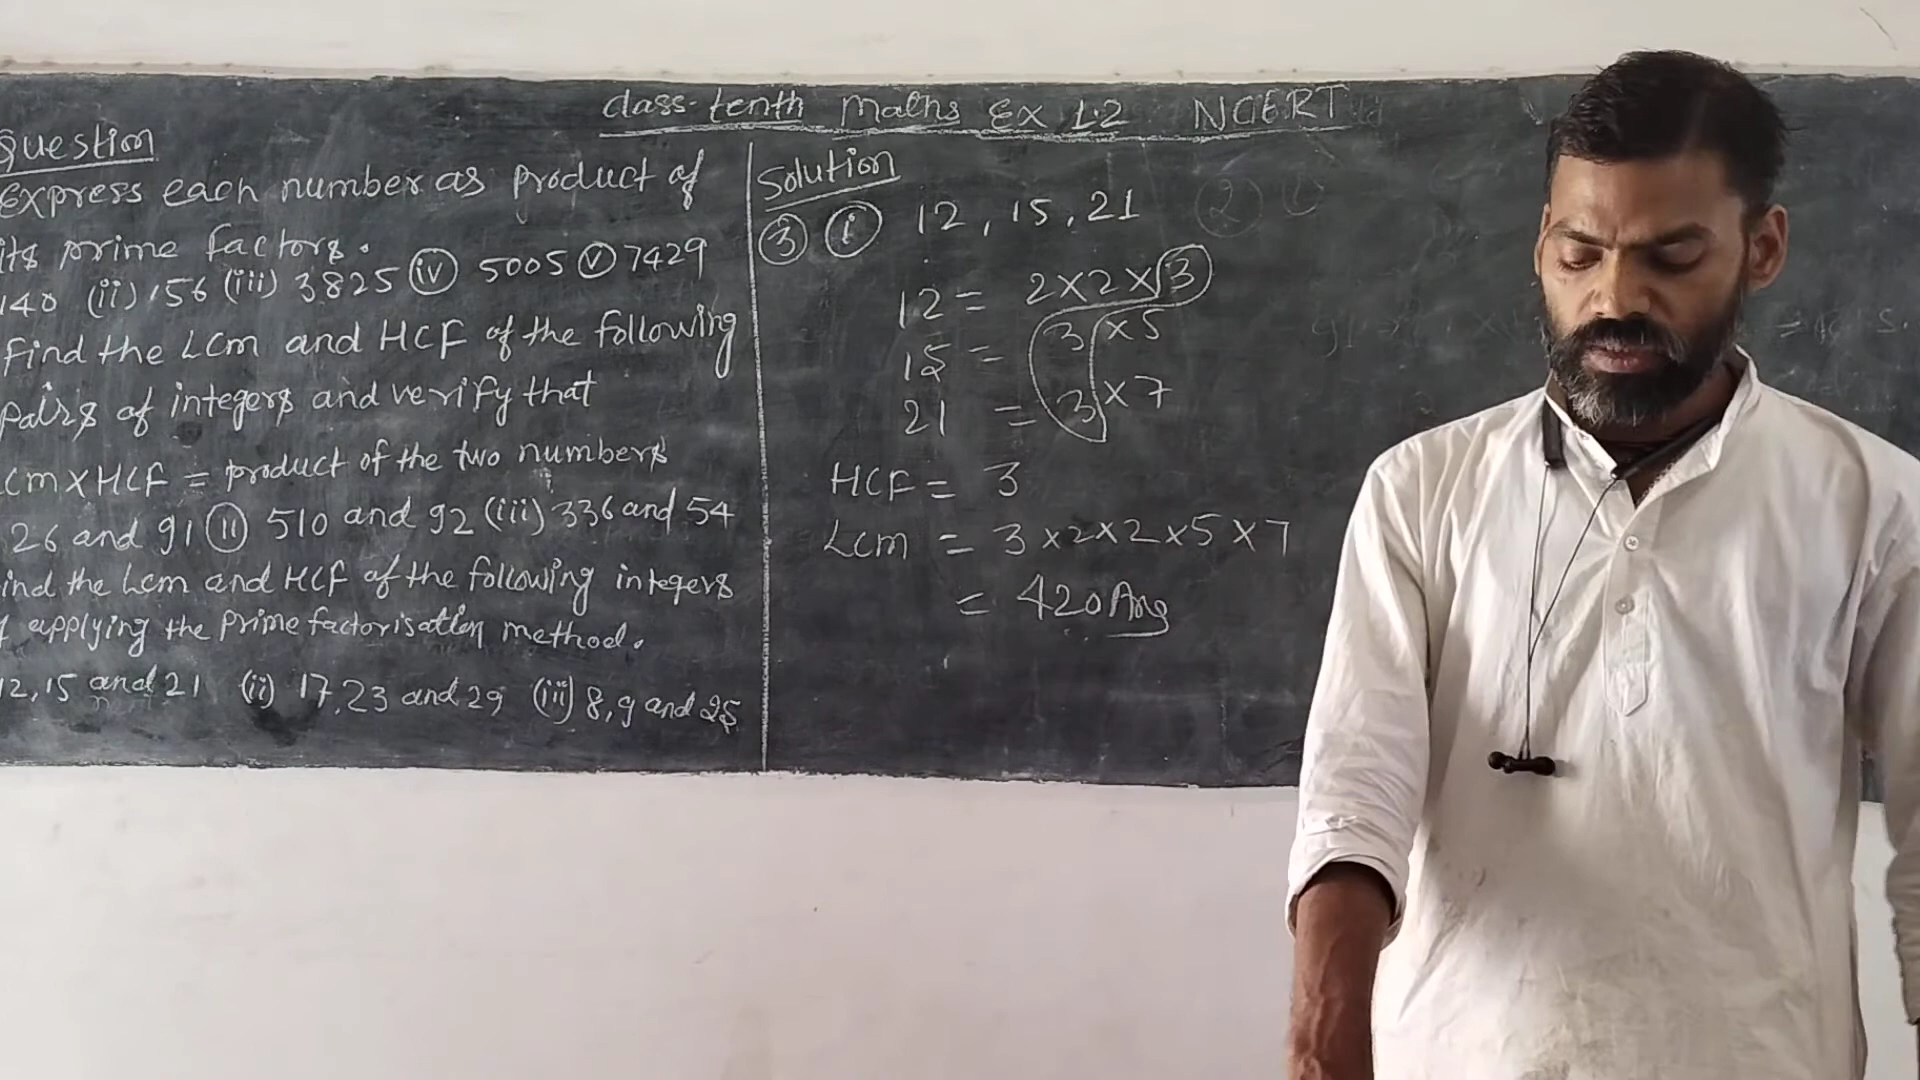 class-tenth Maths Ex 1.2 NCERT
Question
Express each number as product of
its prime factors.
140 (ii) 156 (iii) 3825 (iv) 5005 (v) 7429
Find the LCM and HCF of the following
pairs of integers and verify that
LCM X HCF = product of the two numbers
26 and 91 (ii) 510 and 92 (iii) 336 and 54
ind the Lcm and HCF of the following integers
applying the Prime factorisation method.
12, 15 and 21 (ii) 17, 23 and 29 (iii) 8, 9 and 25
Solution
(3) (i) 12, 15, 21
12 = 2 X 2 X 3
15 = 3 X 5
21 = 3 X 7
HCF = 3
LCM = 3 X 2 X 2 X 5 X 7
= 420 Ans